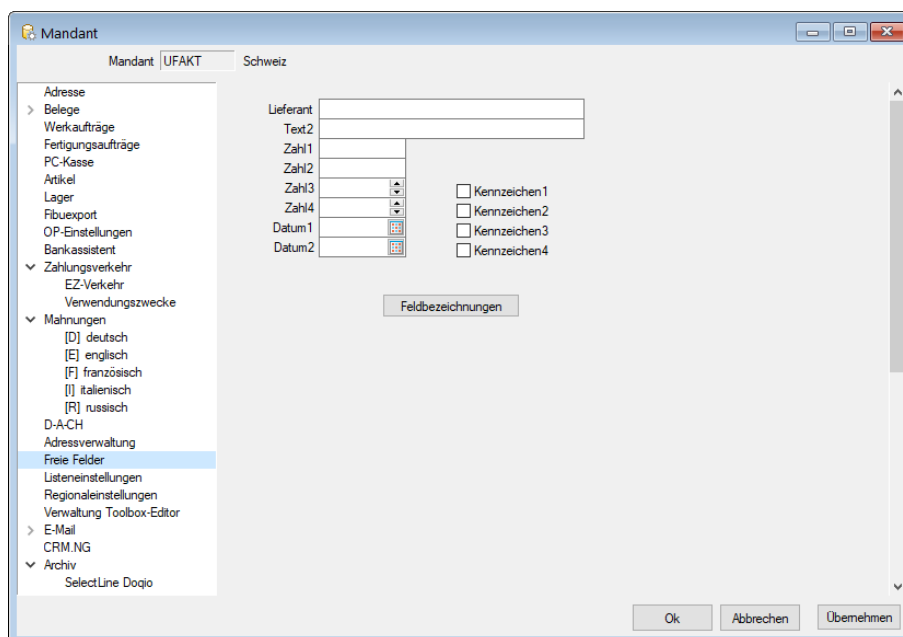 Mandant
Mandant UFAKT Schweiz
Adresse
Belege
Werkaufträge
Fertigungsaufträge
PC-Kasse
Artikel
Lager
Fibuexport
OP-Einstellungen
Bankassistent
Zahlungsverkehr
EZ-Verkehr
Verwendungszwecke
Mahnungen
[D] deutsch
[E] englisch
[F] französisch
[I] italienisch
[R] russisch
D-A-CH
Adressverwaltung
Freie Felder
Listeneinstellungen
Regionaleinstellungen
Verwaltung Toolbox-Editor
E-Mail
CRM.NG
Archiv
SelectLine Doqio
Lieferant
Text2
Zahl1
Zahl2
Zahl3
Zahl4
Datum1
Datum2
Kennzeichen1
Kennzeichen2
Kennzeichen3
Kennzeichen4
Feldbezeichnungen
Ok Abbrechen Übernehmen